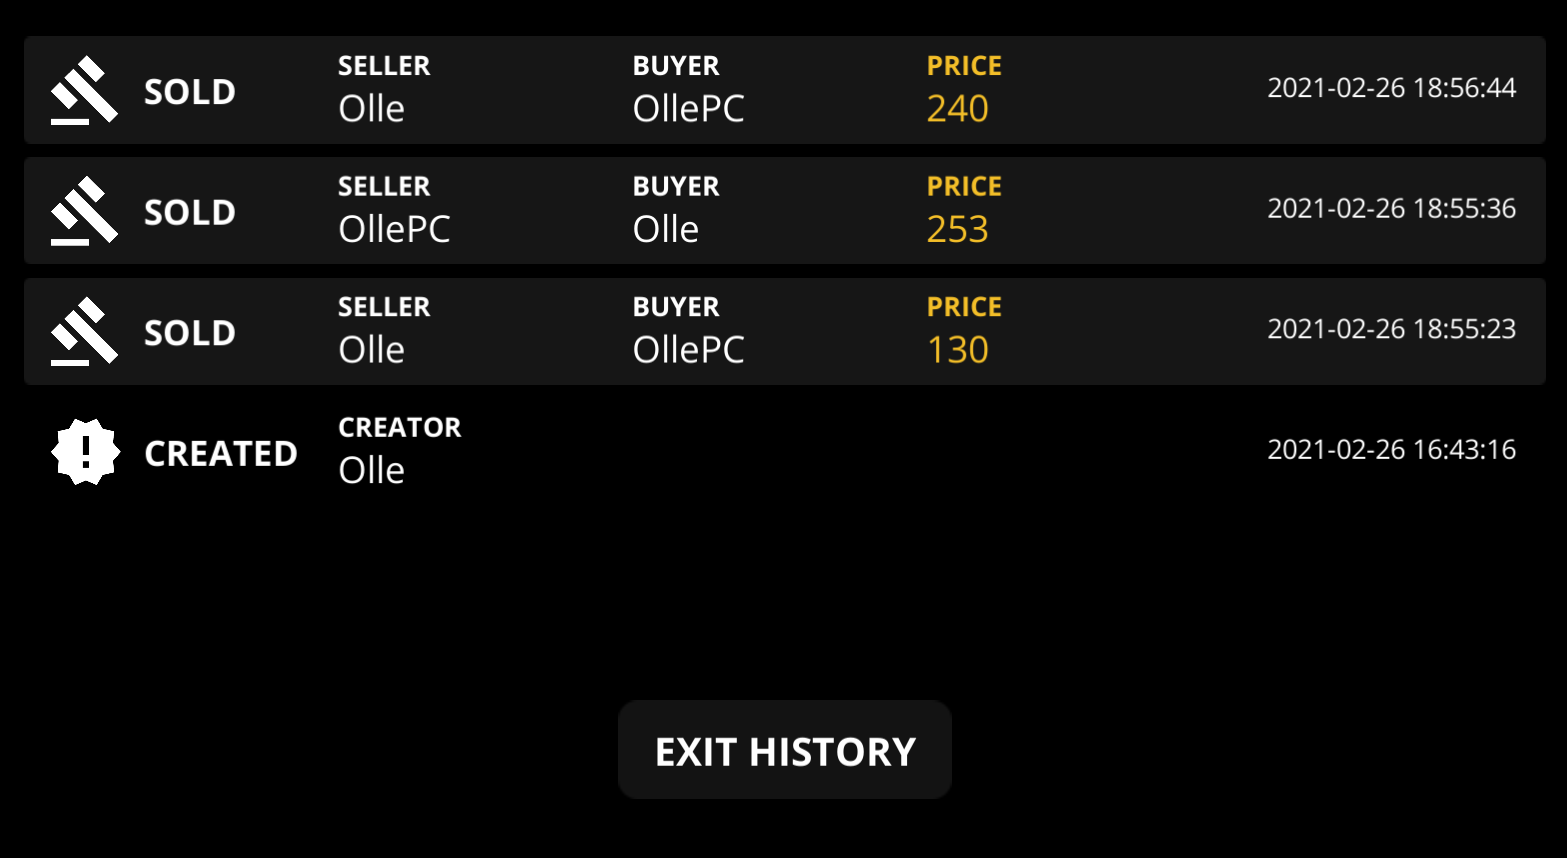 SOLD
SELLER
Olle
BUYER
OllePC
PRICE
240
2021-02-26 18:56:44
SOLD
SELLER
OllePC
BUYER
Olle
PRICE
253
2021-02-26 18:55:36
SOLD
SELLER
Olle
BUYER
OllePC
PRICE
130
2021-02-26 18:55:23
CREATED
CREATOR
Olle
2021-02-26 16:43:16
EXIT HISTORY